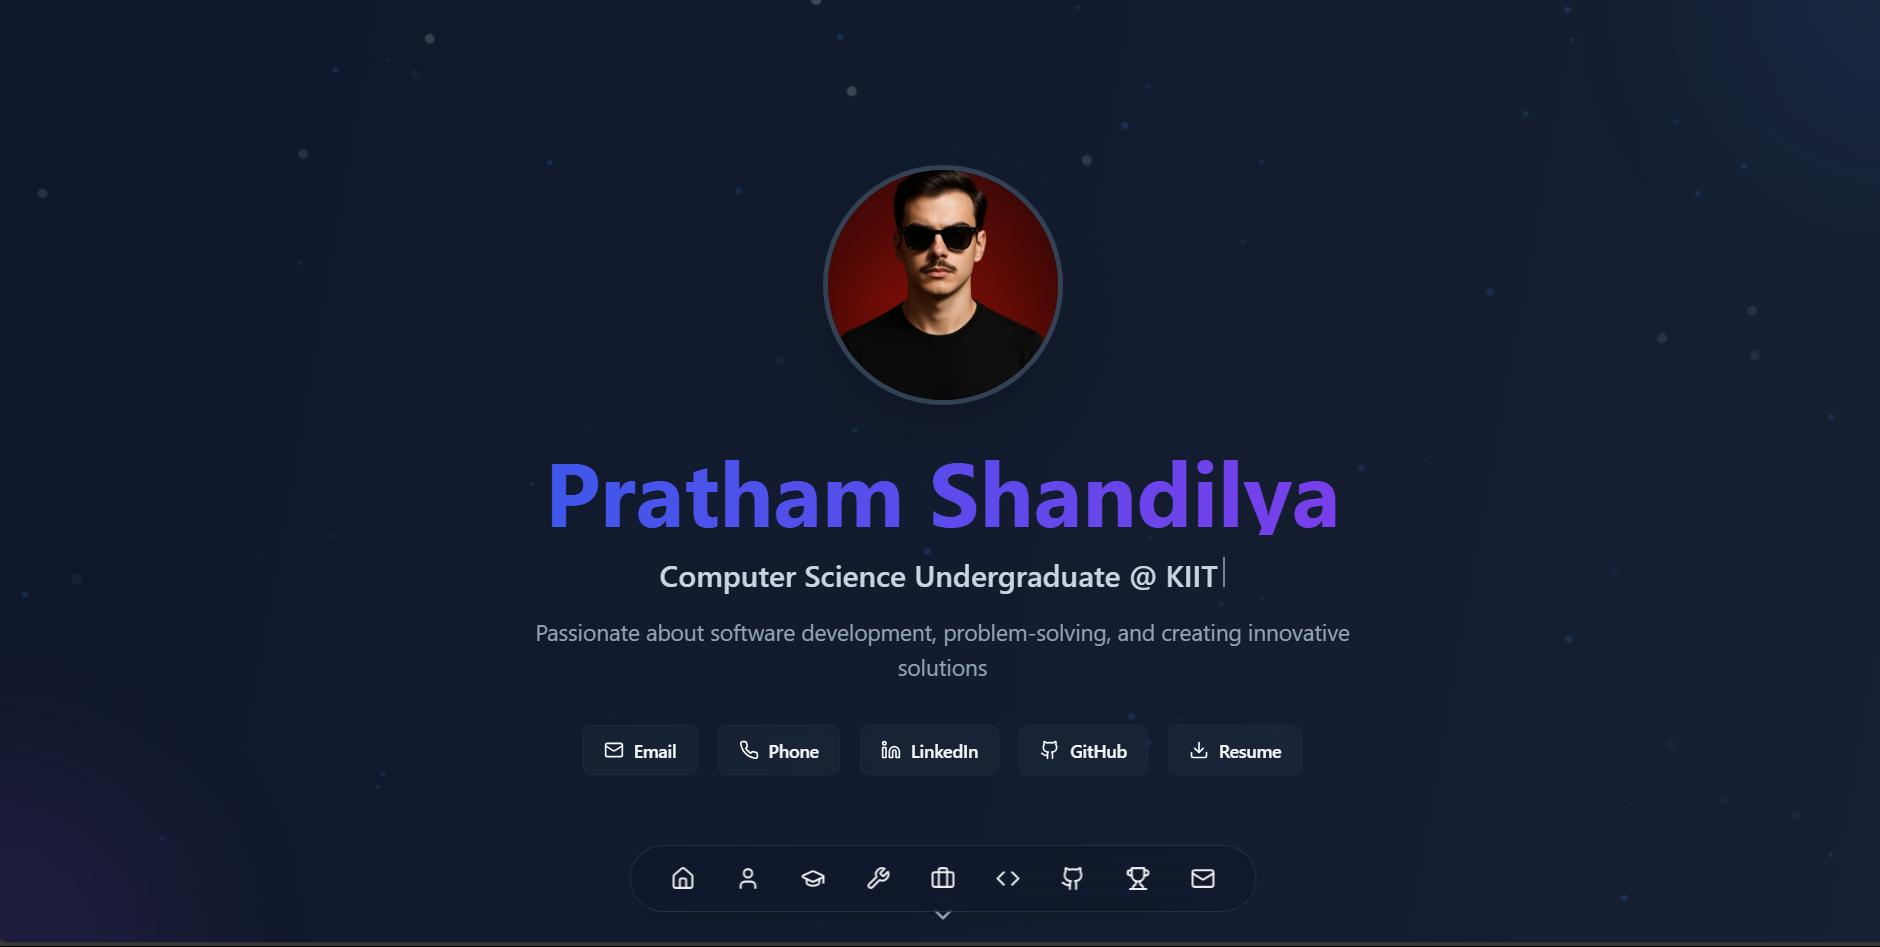 Pratham Shandilya
Computer Science Undergraduate @ KIIT
Passionate about software development, problem-solving, and creating innovative
solutions
Email Phone LinkedIn GitHub Resume